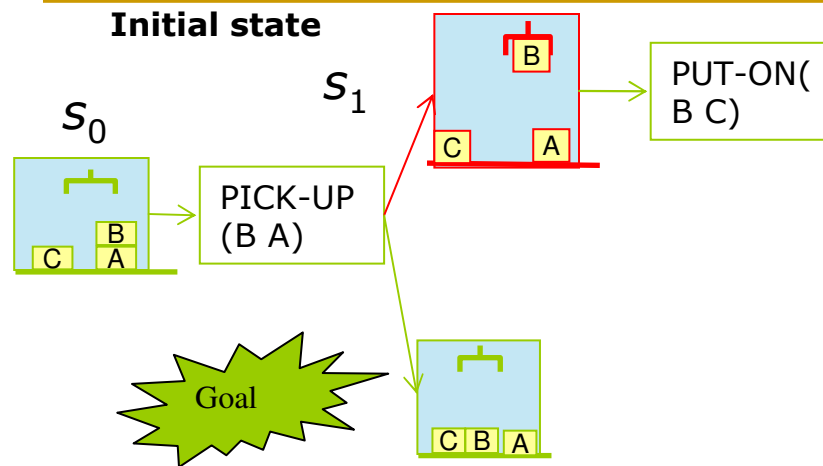 Initial state
s0
C
B
A
PICK-UP
(B A)
s1
B
C
A
PUT-ON(
B C)
Goal
C
B
A